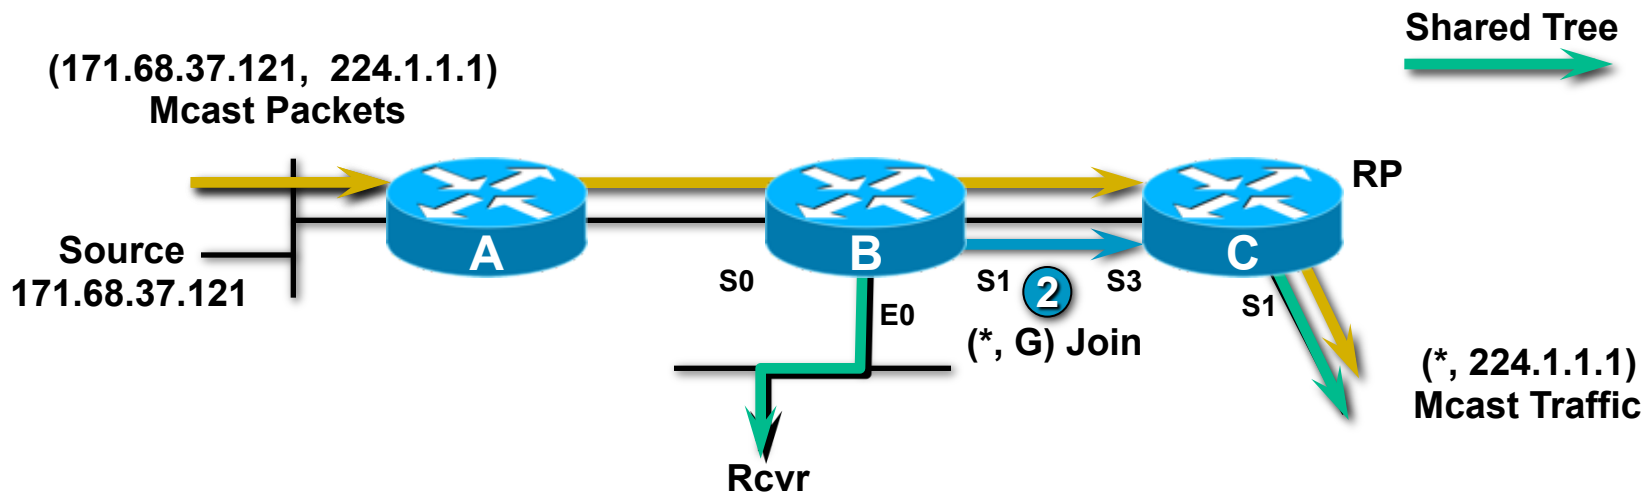 Shared Tree
(171.68.37.121, 224.1.1.1)
Mcast Packets
RP
Source
171.68.37.121
A
B
C
S0
S1
2
S3
S1
E0
(*, G) Join
(*, 224.1.1.1)
Mcast Traffic
Rcvr